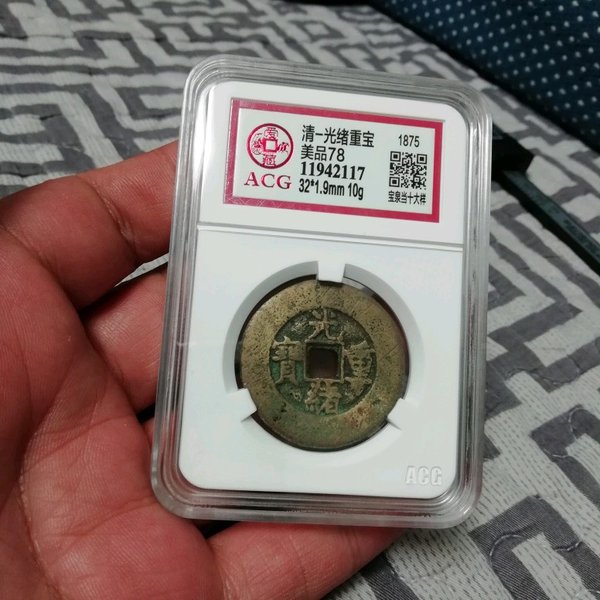 清-光绪重宝
1875
美品78
11942117
ACG
32*1.9mm 10g
宝泉当十大样
光
緒
重
寶
ACG